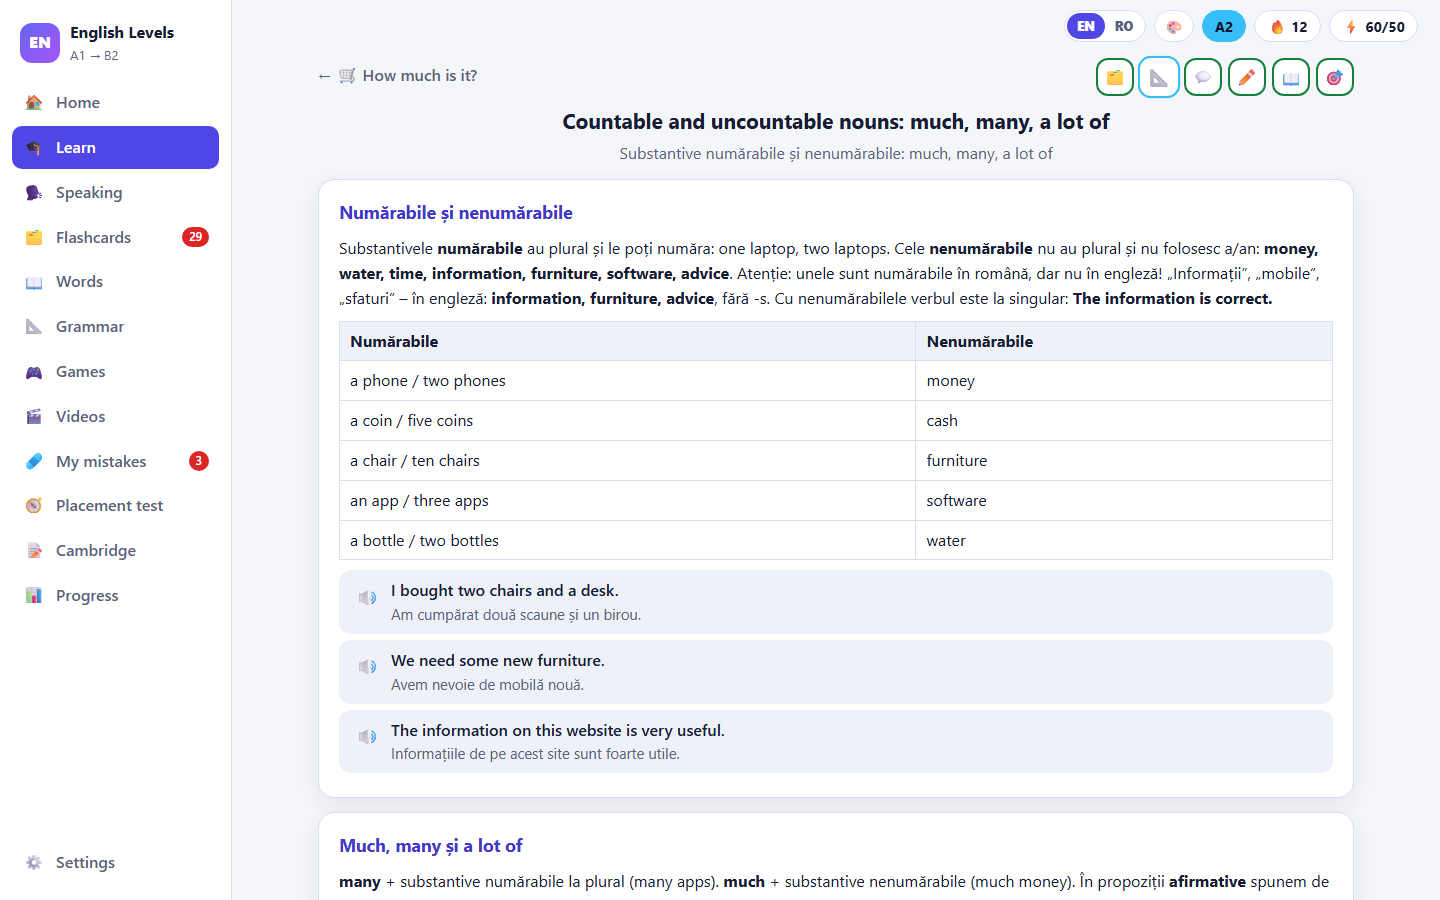 EN
English Levels
A1 → B2
Home
Learn
Speaking
Flashcards 29
Words
Grammar
Games
Videos
My mistakes 3
Placement test
Cambridge
Progress
Settings
EN RO A2 12 60/50
← How much is it?
Countable and uncountable nouns: much, many, a lot of
Substantive numărabile și nenumărabile: much, many, a lot of
Numărabile și nenumărabile
Substantivele numărabile au plural și le poți număra: one laptop, two laptops. Cele nenumărabile nu au plural și nu folosesc a/an: money,
water, time, information, furniture, software, advice. Atenție: unele sunt numărabile în română, dar nu în engleză! „Informații”, „mobile”,
„sfaturi” – în engleză: information, furniture, advice, fără -s. Cu nenumărabilele verbul este la singular: The information is correct.
Numărabile Nenumărabile
a phone / two phones money
a coin / five coins cash
a chair / ten chairs furniture
an app / three apps software
a bottle / two bottles water
I bought two chairs and a desk.
Am cumpărat două scaune și un birou.
We need some new furniture.
Avem nevoie de mobilă nouă.
The information on this website is very useful.
Informațiile de pe acest site sunt foarte utile.
Much, many și a lot of
many + substantive numărabile la plural (many apps). much + substantive nenumărabile (much money). În propoziții afirmative spunem de